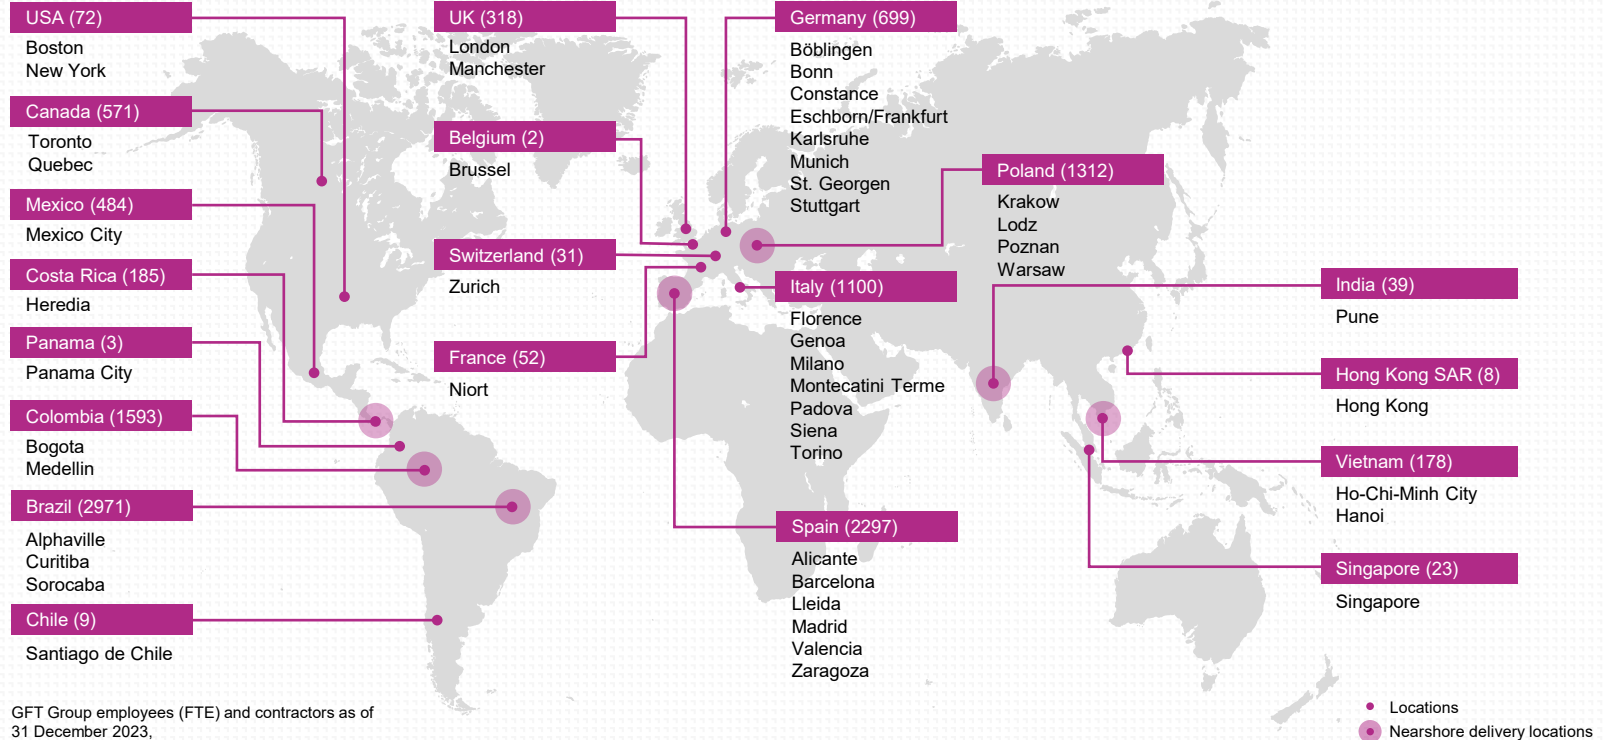 USA (72)
Boston
New York
Canada (571)
Toronto
Quebec
Mexico (484)
Mexico City
Costa Rica (185)
Heredia
Panama (3)
Panama City
Colombia (1593)
Bogota
Medellin
Brazil (2971)
Alphaville
Curitiba
Sorocaba
Chile (9)
Santiago de Chile
UK (318)
London
Manchester
Belgium (2)
Brussel
Switzerland (31)
Zurich
France (52)
Niort
Germany (699)
Böblingen
Bonn
Constance
Eschborn/Frankfurt
Karlsruhe
Munich
St. Georgen
Stuttgart
Poland (1312)
Krakow
Lodz
Poznan
Warsaw
Italy (1100)
Florence
Genoa
Milano
Montecatini Terme
Padova
Siena
Torino
Spain (2297)
Alicante
Barcelona
Lleida
Madrid
Valencia
Zaragoza
India (39)
Pune
Hong Kong SAR (8)
Hong Kong
Vietnam (178)
Ho-Chi-Minh City
Hanoi
Singapore (23)
Singapore
GFT Group employees (FTE) and contractors as of
31 December 2023,
Locations
Nearshore delivery locations